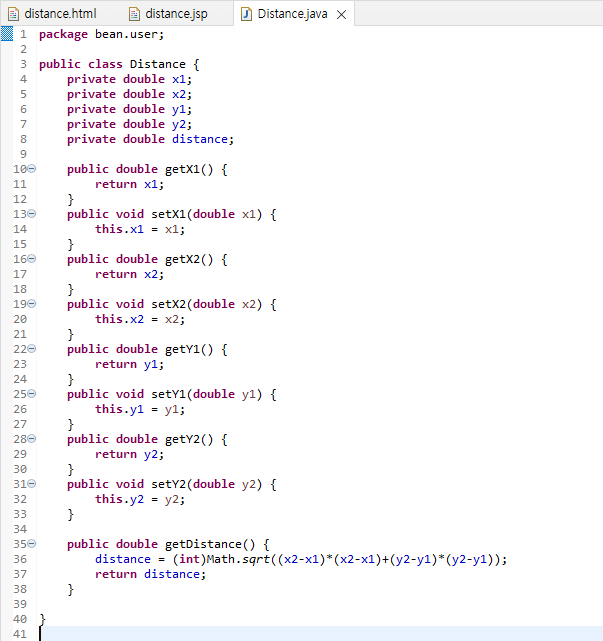 distance.html distance.jsp Distance.java
1 package bean.user;
2
3 public class Distance {
4     private double x1;
5     private double x2;
6     private double y1;
7     private double y2;
8     private double distance;
9
10     public double getX1() {
11         return x1;
12     }
13     public void setX1(double x1) {
14         this.x1 = x1;
15     }
16     public double getX2() {
17         return x2;
18     }
19     public void setX2(double x2) {
20         this.x2 = x2;
21     }
22     public double getY1() {
23         return y1;
24     }
25     public void setY1(double y1) {
26         this.y1 = y1;
27     }
28     public double getY2() {
29         return y2;
30     }
31     public void setY2(double y2) {
32         this.y2 = y2;
33     }
34
35     public double getDistance() {
36         distance = (int)Math.sqrt((x2-x1)*(x2-x1)+(y2-y1)*(y2-y1));
37         return distance;
38     }
39
40 }
41